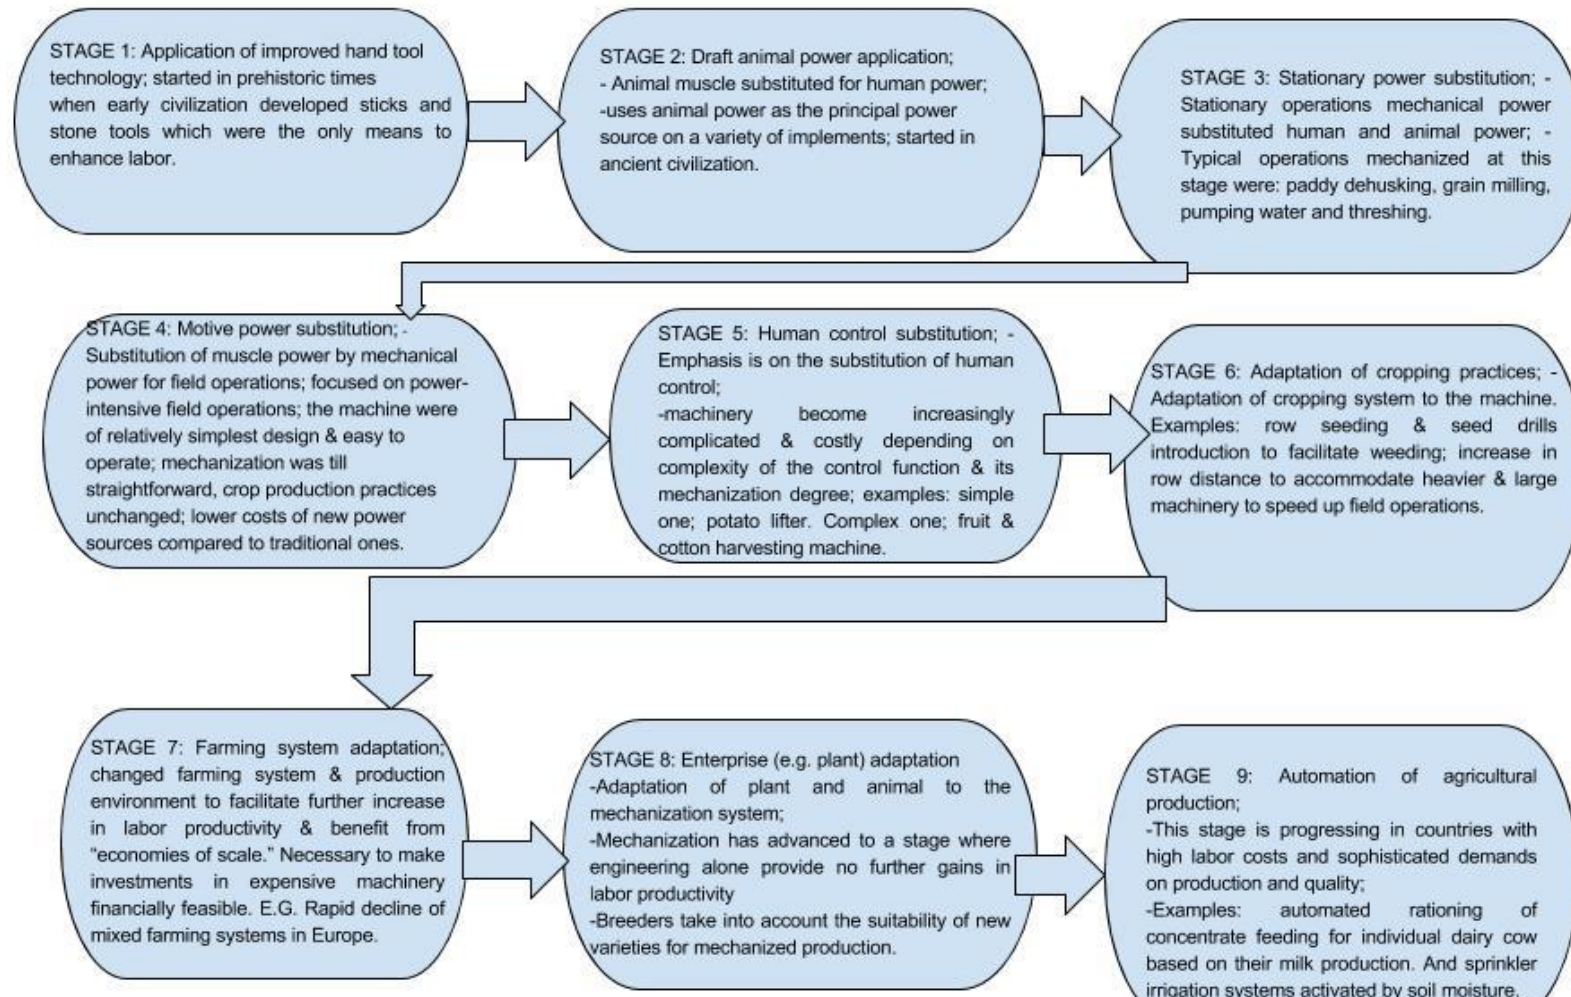 STAGE 1: Application of improved hand tool
technology; started in prehistoric times
when early civilization developed sticks and
stone tools which were the only means to
enhance labor.
STAGE 2: Draft animal power application;
- Animal muscle substituted for human power;
-uses animal power as the principal power
source on a variety of implements; started in
ancient civilization.
STAGE 3: Stationary power substitution; -
Stationary operations mechanical power
substituted human and animal power; -
Typical operations mechanized at this
stage were: paddy dehusking, grain milling,
pumping water and threshing.
STAGE 4: Motive power substitution; -
Substitution of muscle power by mechanical
power for field operations; focused on power-
intensive field operations; the machine were
of relatively simplest design & easy to
operate; mechanization was till
straightforward, crop production practices
unchanged; lower costs of new power
sources compared to traditional ones.
STAGE 5: Human control substitution; -
Emphasis is on the substitution of human
control;
-machinery become increasingly
complicated & costly depending on
complexity of the control function & its
mechanization degree; examples: simple
one; potato lifter. Complex one; fruit &
cotton harvesting machine.
STAGE 6: Adaptation of cropping practices; -
Adaptation of cropping system to the machine.
Examples: row seeding & seed drills
introduction to facilitate weeding; increase in
row distance to accommodate heavier & large
machinery to speed up field operations.
STAGE 7: Farming system adaptation;
changed farming system & production
environment to facilitate further increase
in labor productivity & benefit from
“economies of scale.” Necessary to make
investments in expensive machinery
financially feasible. E.G. Rapid decline of
mixed farming systems in Europe.
STAGE 8: Enterprise (e.g. plant) adaptation
-Adaptation of plant and animal to the
mechanization system;
-Mechanization has advanced to a stage where
engineering alone provide no further gains in
labor productivity
-Breeders take into account the suitability of new
varieties for mechanized production.
STAGE 9: Automation of agricultural
production;
-This stage is progressing in countries with
high labor costs and sophisticated demands
on production and quality;
-Examples: automated rationing of
concentrate feeding for individual dairy cow
based on their milk production. And sprinkler
irrigation systems activated by soil moisture.